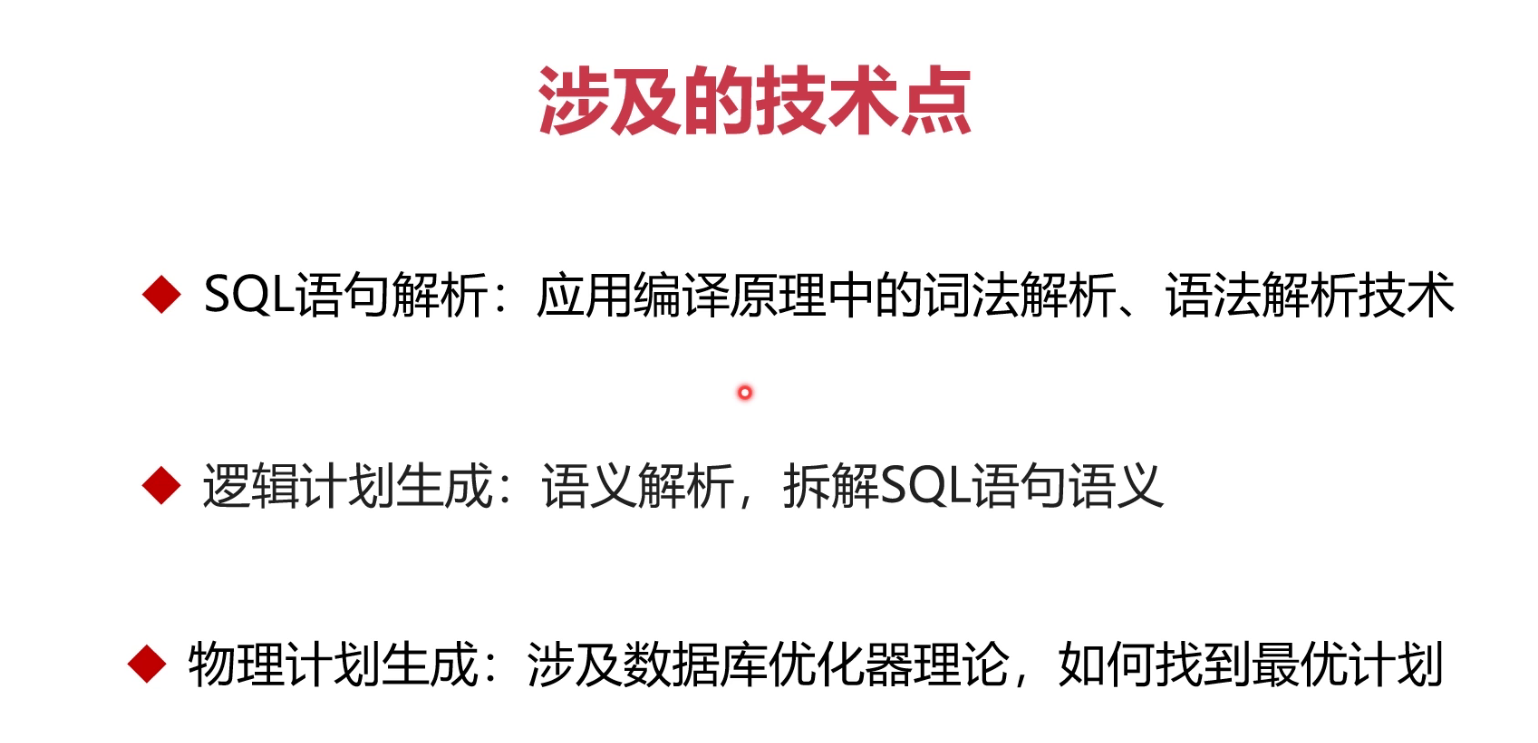 涉及的技术点
SQL语句解析：应用编译原理中的词法解析、语法解析技术
逻辑计划生成：语义解析，拆解SQL语句语义
物理计划生成：涉及数据库优化器理论，如何找到最优计划